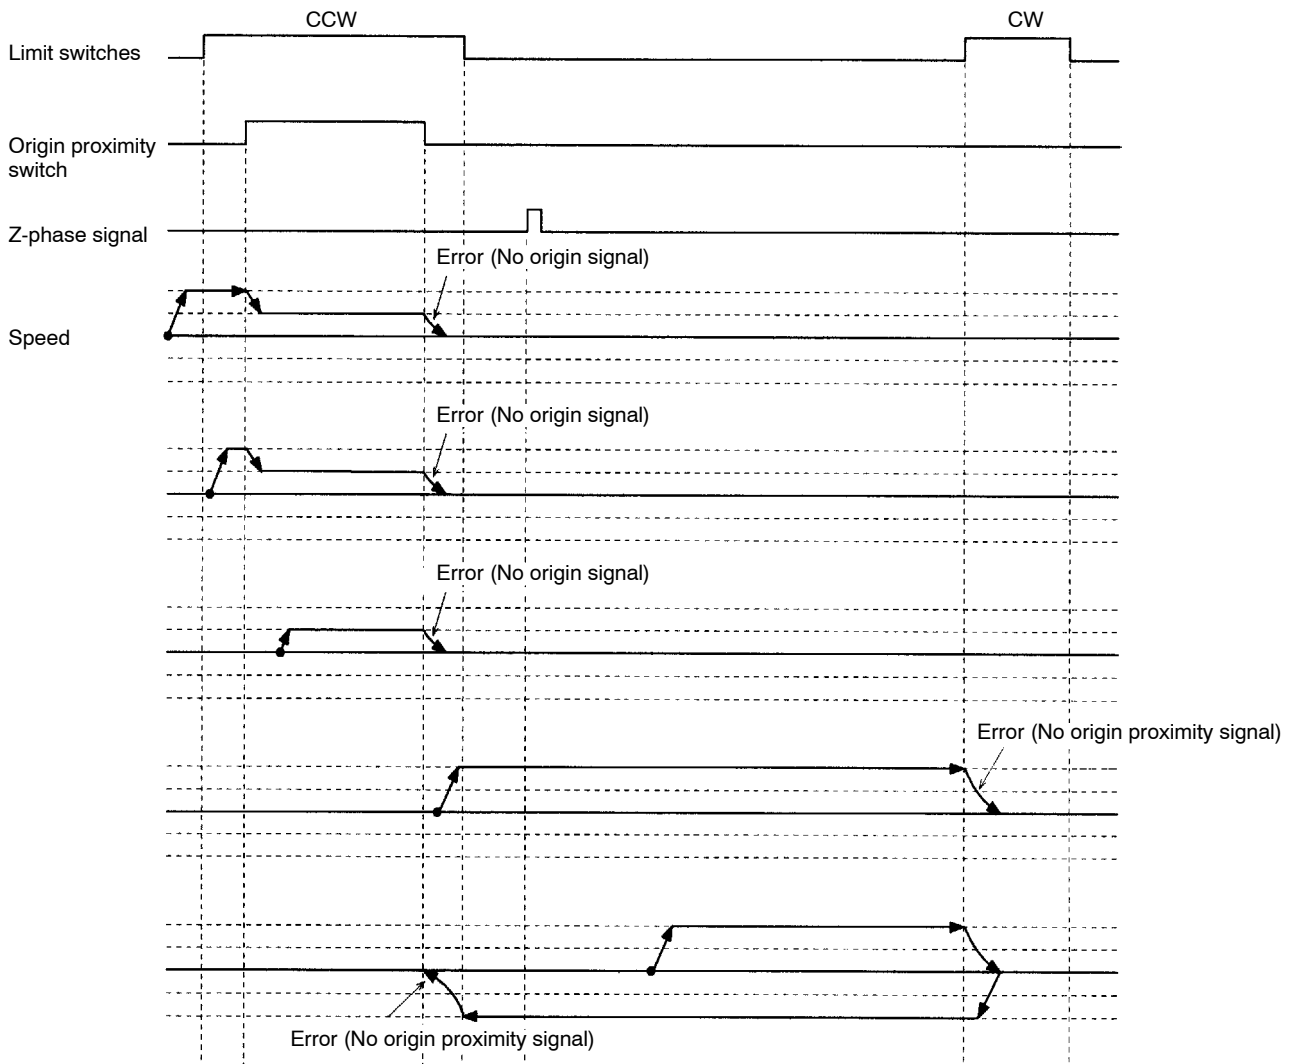 CCW
CW
Limit switches
Origin proximity
switch
Z-phase signal
Error (No origin signal)
Speed
Error (No origin signal)
Error (No origin signal)
Error (No origin proximity signal)
Error (No origin proximity signal)